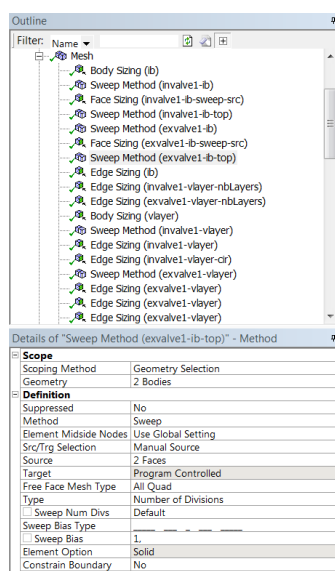 Outline
Filter: Name
Mesh
Body Sizing (ib)
Sweep Method (invalve1-ib)
Face Sizing (invalve1-ib-sweep-src)
Sweep Method (invalve1-ib-top)
Sweep Method (exvalve1-ib)
Face Sizing (exvalve1-ib-sweep-src)
Sweep Method (exvalve1-ib-top)
Edge Sizing (ib)
Edge Sizing (invalve1-vlayer-nbLayers)
Edge Sizing (exvalve1-vlayer-nbLayers)
Body Sizing (vlayer)
Sweep Method (invalve1-vlayer)
Edge Sizing (invalve1-vlayer)
Edge Sizing (invalve1-vlayer-cir)
Sweep Method (exvalve1-vlayer)
Edge Sizing (exvalve1-vlayer)
Edge Sizing (exvalve1-vlayer)
Edge Sizing (exvalve1-vlayer)
Details of "Sweep Method (exvalve1-ib-top)" - Method
Scope
Scoping Method Geometry Selection
Geometry 2 Bodies
Definition
Suppressed No
Method Sweep
Element Midside Nodes Use Global Setting
Src/Trg Selection Manual Source
Source 2 Faces
Target Program Controlled
Free Face Mesh Type All Quad
Type Number of Divisions
Sweep Num Divs Default
Sweep Bias Type
Sweep Bias 1,
Element Option Solid
Constrain Boundary No